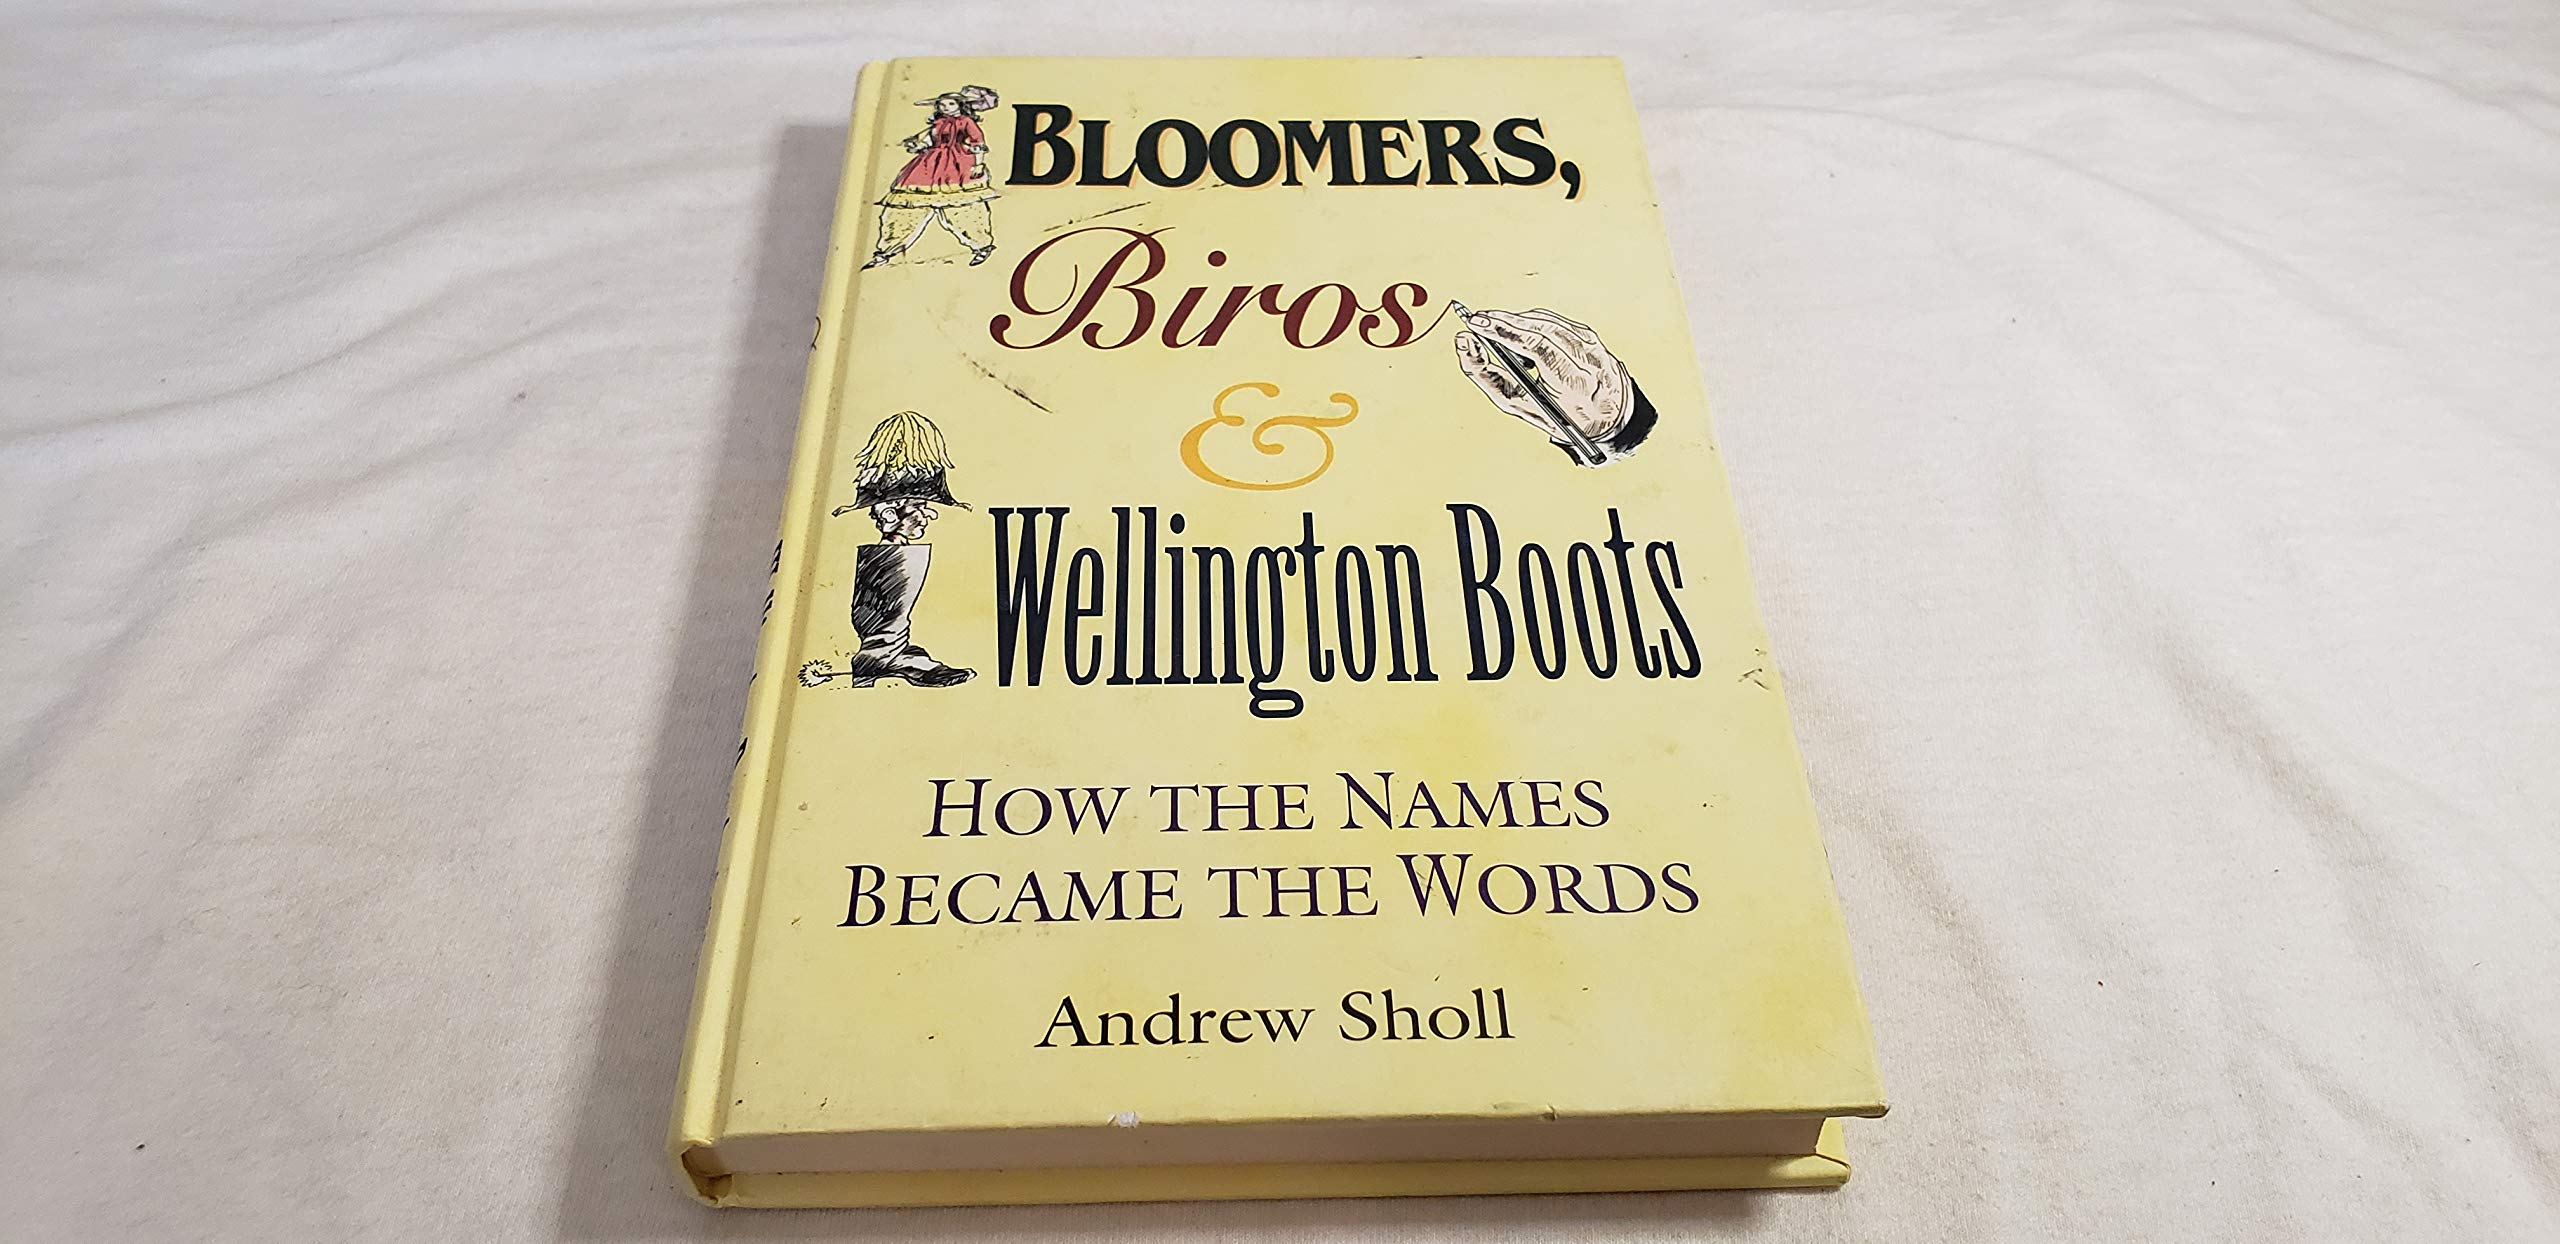 BLOOMERS,
Biros
&
Wellington Boots
HOW THE NAMES
BECAME THE WORDS
Andrew Sholl